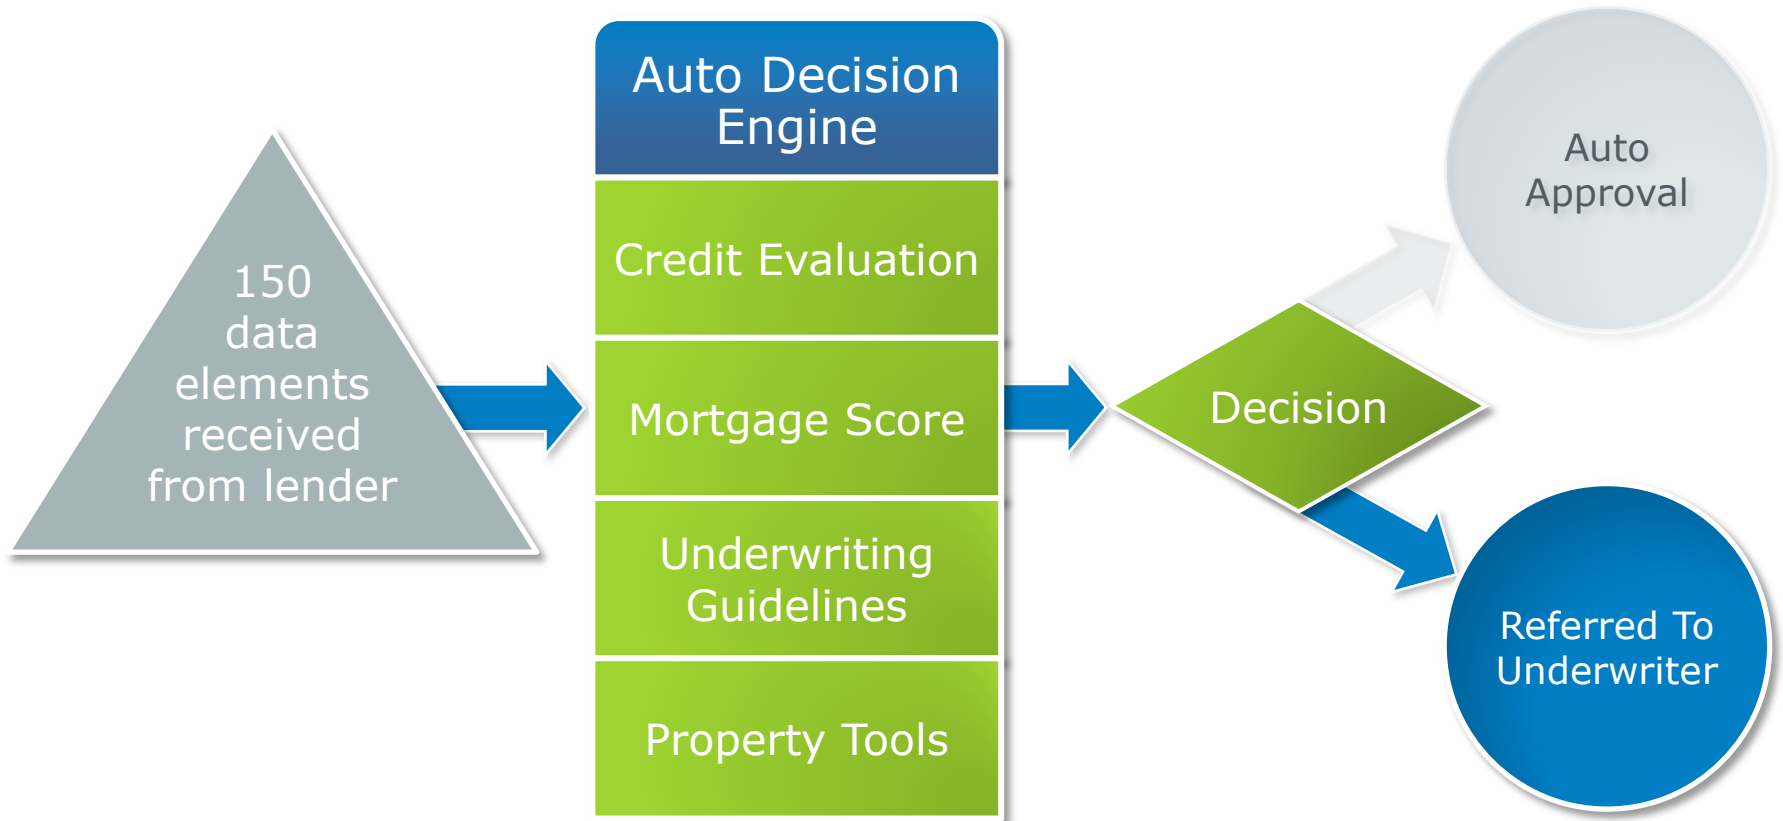 150
data
elements
received
from lender
Auto Decision
Engine
Credit Evaluation
Mortgage Score
Underwriting
Guidelines
Property Tools
Decision
Auto
Approval
Referred To
Underwriter